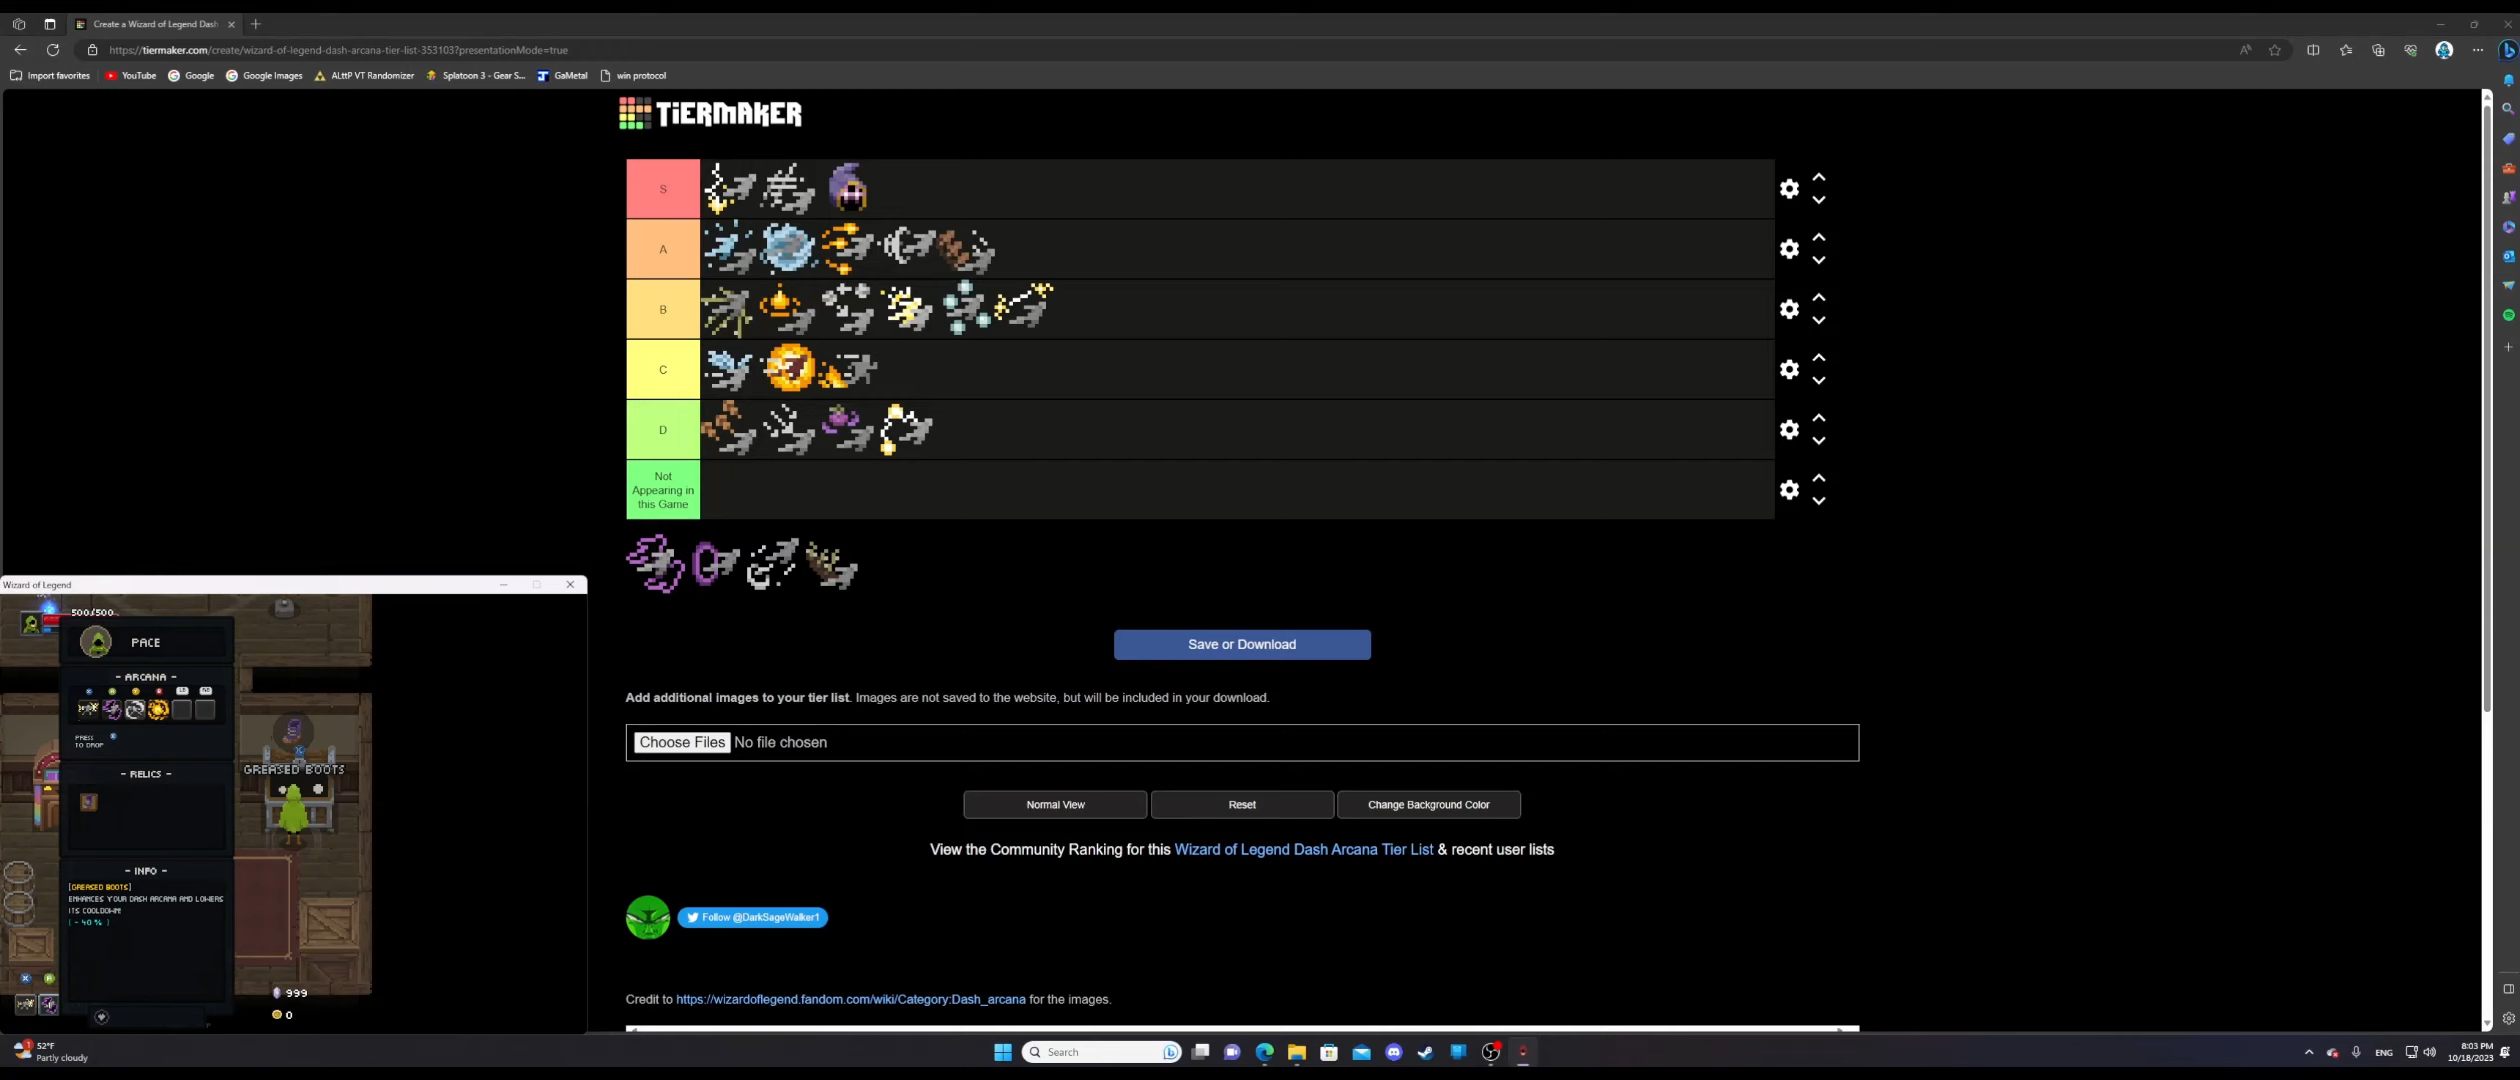 Create a Wizard of Legend Dash
https://tiermaker.com/create/wizard-of-legend-dash-arcana-tier-list-353103?presentationMode=true
Import favorites
YouTube
Google
Google Images
ALttP VT Randomizer
Splatoon 3 - Gear S...
GaMetal
win protocol
TiERMAKER
S
A
B
C
D
Not
Appearing in
this Game
Save or Download
Add additional images to your tier list. Images are not saved to the website, but will be included in your download.
Choose Files No file chosen
Normal View
Reset
Change Background Color
View the Community Ranking for this Wizard of Legend Dash Arcana Tier List & recent user lists
Follow @DarkSageWalker1
Credit to https://wizardoflegend.fandom.com/wiki/Category:Dash_arcana for the images.
Wizard of Legend
500/500
PACE
- ARCANA -
PRESS
TO DROP
- RELICS -
GREASED BOOTS
- INFO -
[GREASED BOOTS]
ENHANCES YOUR DASH ARCANA AND LOWERS
ITS COOLDOWN!
( - 40 % )
999
0
52°F
Partly cloudy
Search
ENG
8:03 PM
10/18/2023